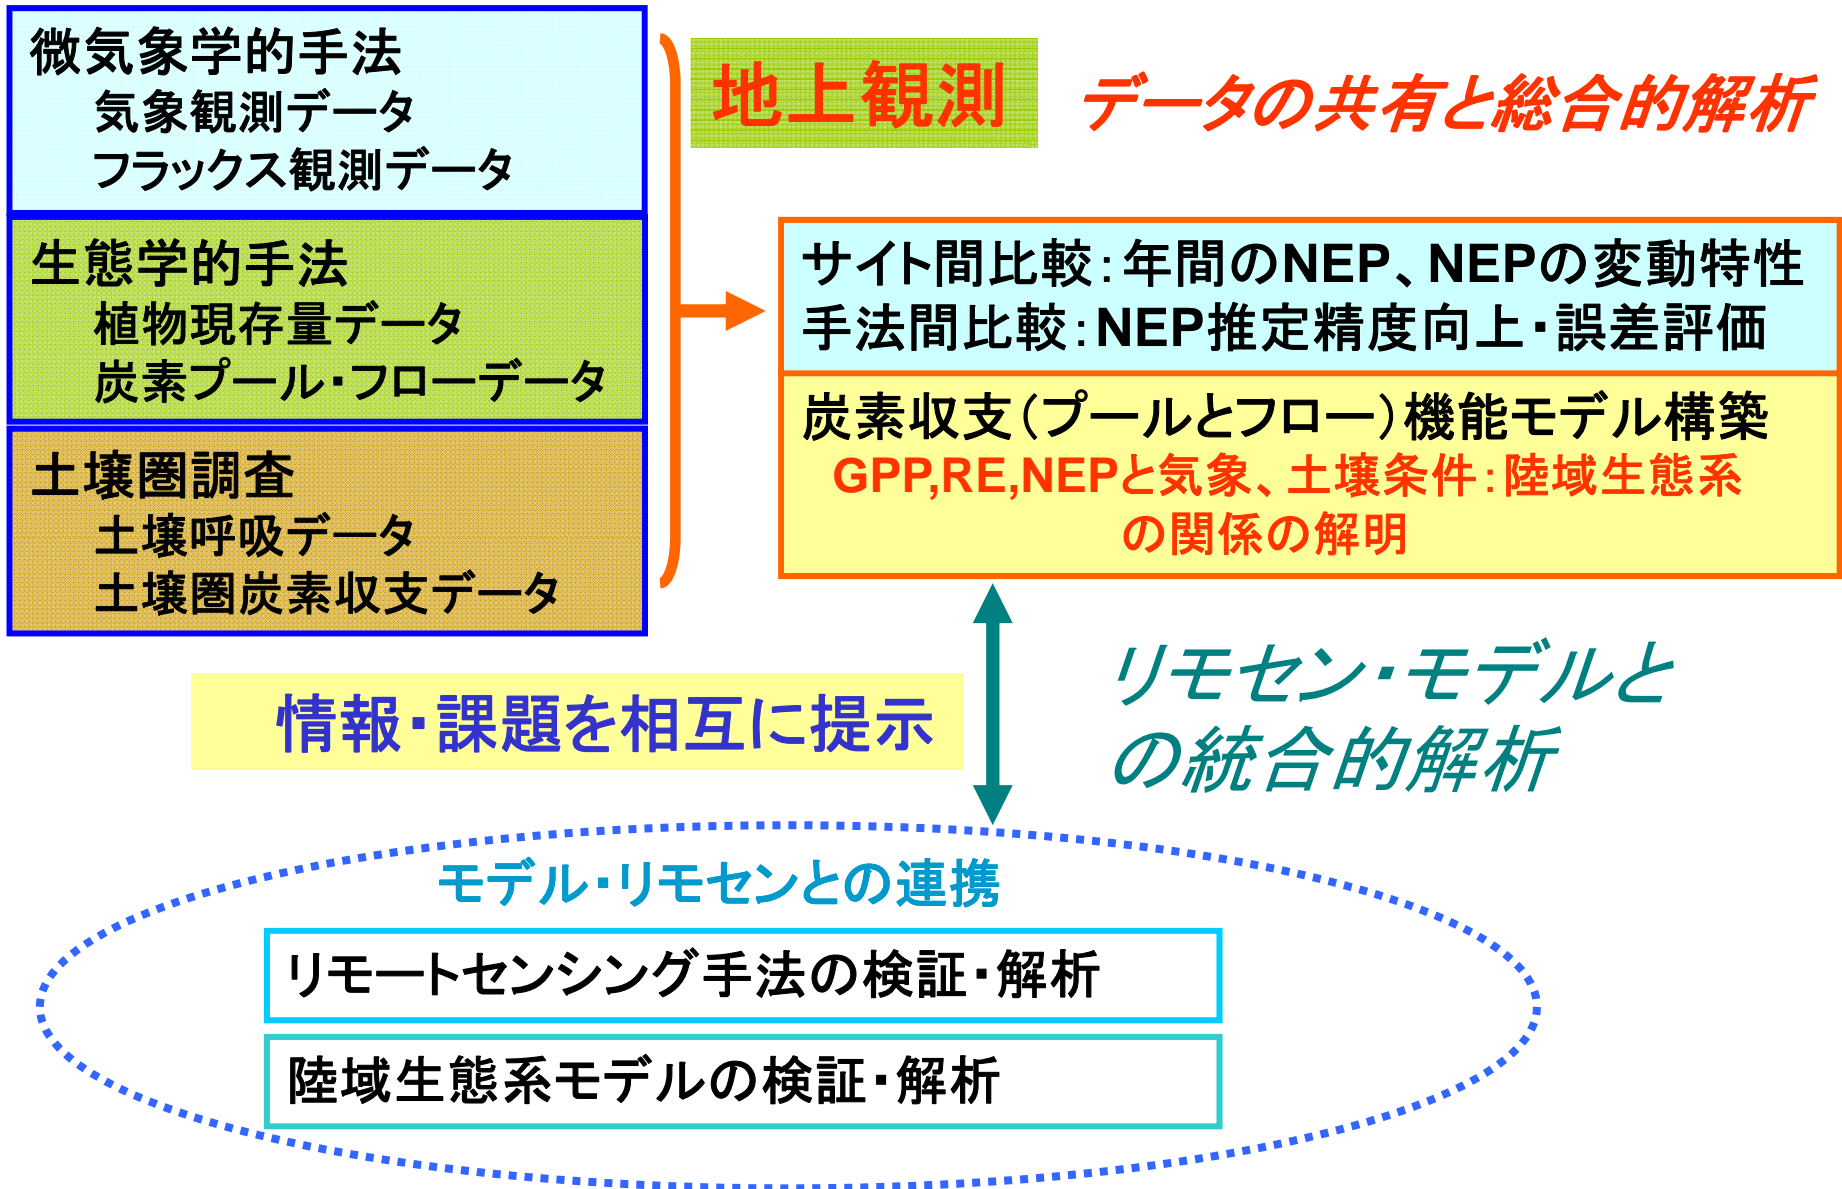 微気象学的手法
気象観測データ
フラックス観測データ
生態学的手法
植物現存量データ
炭素プール・フローデータ
土壌圏調査
土壌呼吸データ
土壌圏炭素収支データ
地上観測
データの共有と総合的解析
サイト間比較：年間のNEP、NEPの変動特性
手法間比較：NEP推定精度向上・誤差評価
炭素収支（プールとフロー）機能モデル構築
GPP,RE,NEPと気象、土壌条件：陸域生態系
の関係の解明
情報・課題を相互に提示
リモセン・モデルと
の統合的解析
モデル・リモセンとの連携
リモートセンシング手法の検証・解析
陸域生態系モデルの検証・解析